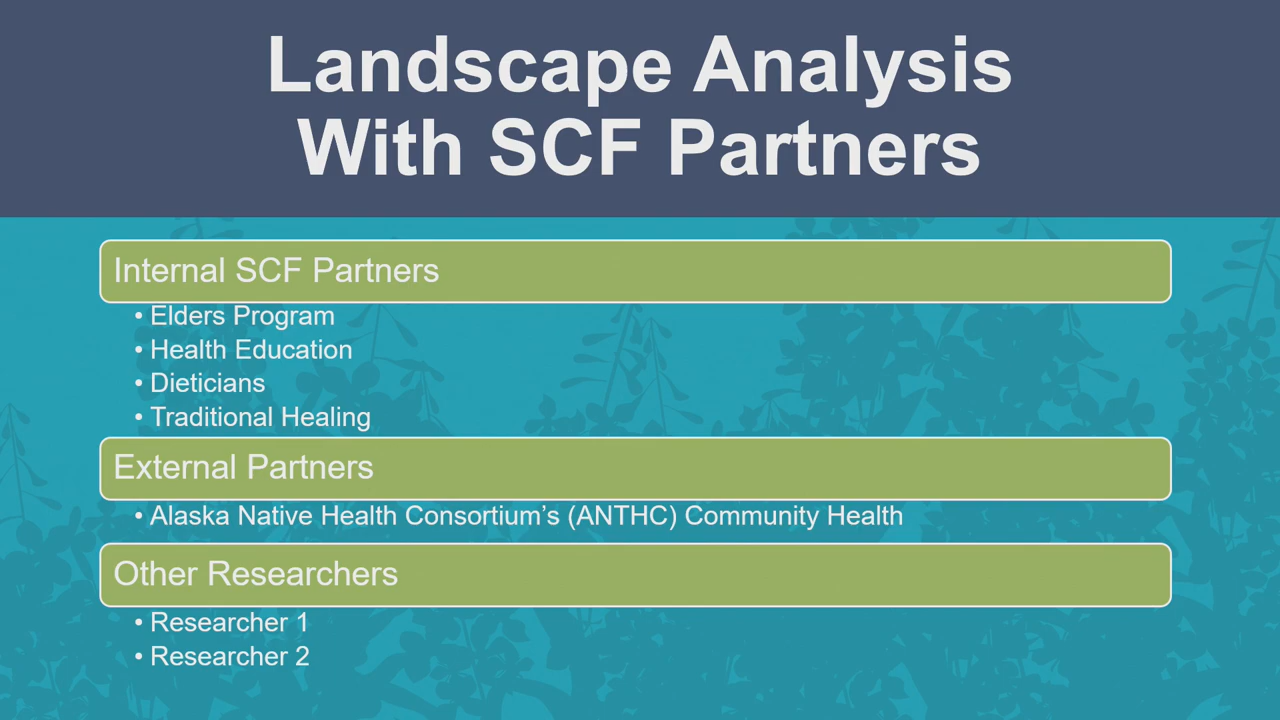 Landscape Analysis
With SCF Partners
Internal SCF Partners
• Elders Program
• Health Education
• Dieticians
• Traditional Healing
External Partners
• Alaska Native Health Consortium’s (ANTHC) Community Health
Other Researchers
• Researcher 1
• Researcher 2